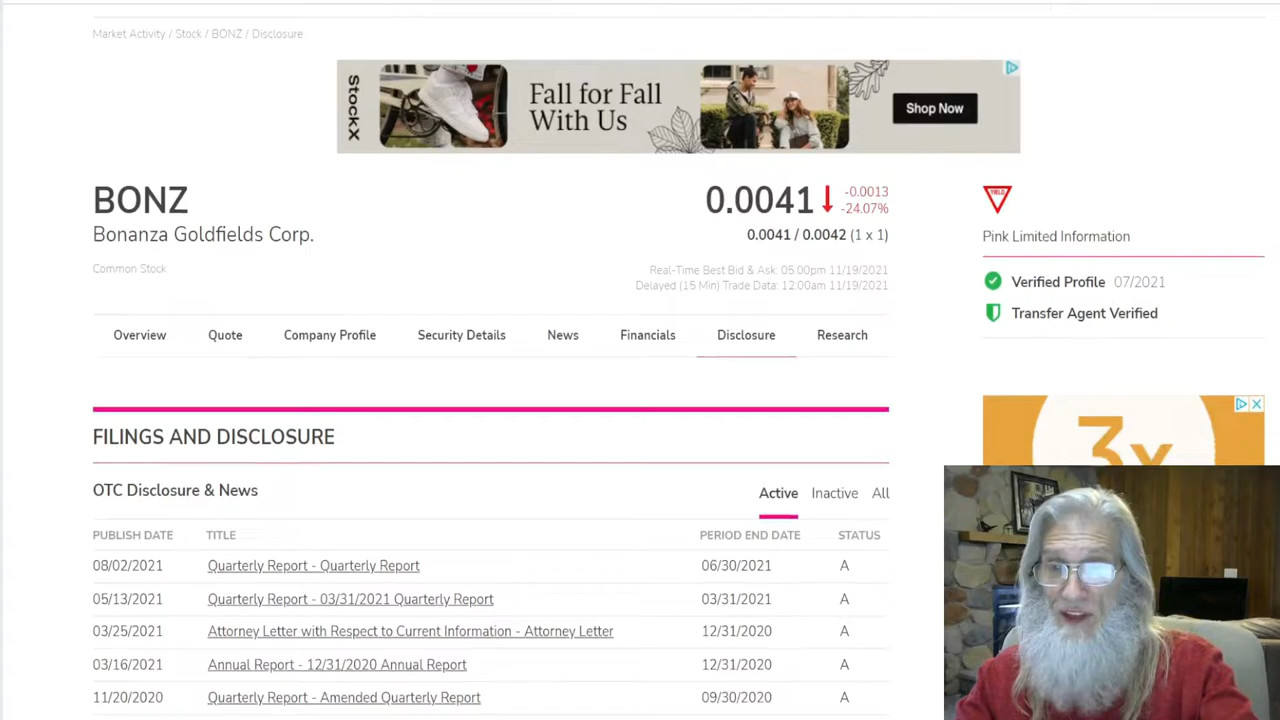 Market Activity / Stock / BONZ / Disclosure
StockX
Fall for Fall
With Us
Shop Now
BONZ
0.0041
-0.0013
-24.07%
Bonanza Goldfields Corp.
0.0041 / 0.0042 (1 x 1)
Common Stock
Real-Time Best Bid & Ask: 05:00pm 11/19/2021
Delayed (15 Min) Trade Data: 12:00am 11/19/2021
YIELD
Pink Limited Information
Verified Profile 07/2021
Transfer Agent Verified
Overview Quote Company Profile Security Details News Financials Disclosure Research
3x
FILINGS AND DISCLOSURE
OTC Disclosure & News
Active Inactive All
PUBLISH DATE TITLE PERIOD END DATE STATUS
08/02/2021 Quarterly Report - Quarterly Report 06/30/2021 A
05/13/2021 Quarterly Report - 03/31/2021 Quarterly Report 03/31/2021 A
03/25/2021 Attorney Letter with Respect to Current Information - Attorney Letter 12/31/2020 A
03/16/2021 Annual Report - 12/31/2020 Annual Report 12/31/2020 A
11/20/2020 Quarterly Report - Amended Quarterly Report 09/30/2020 A